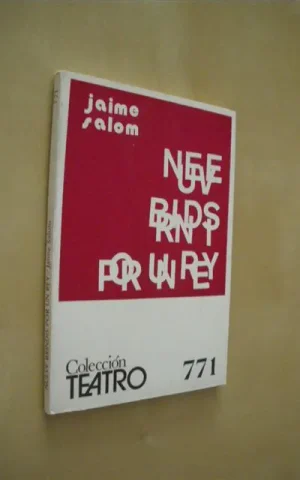 jaime
salom
NUEVE
BRINDIS
POR UN REY
Colección
TEATRO
771